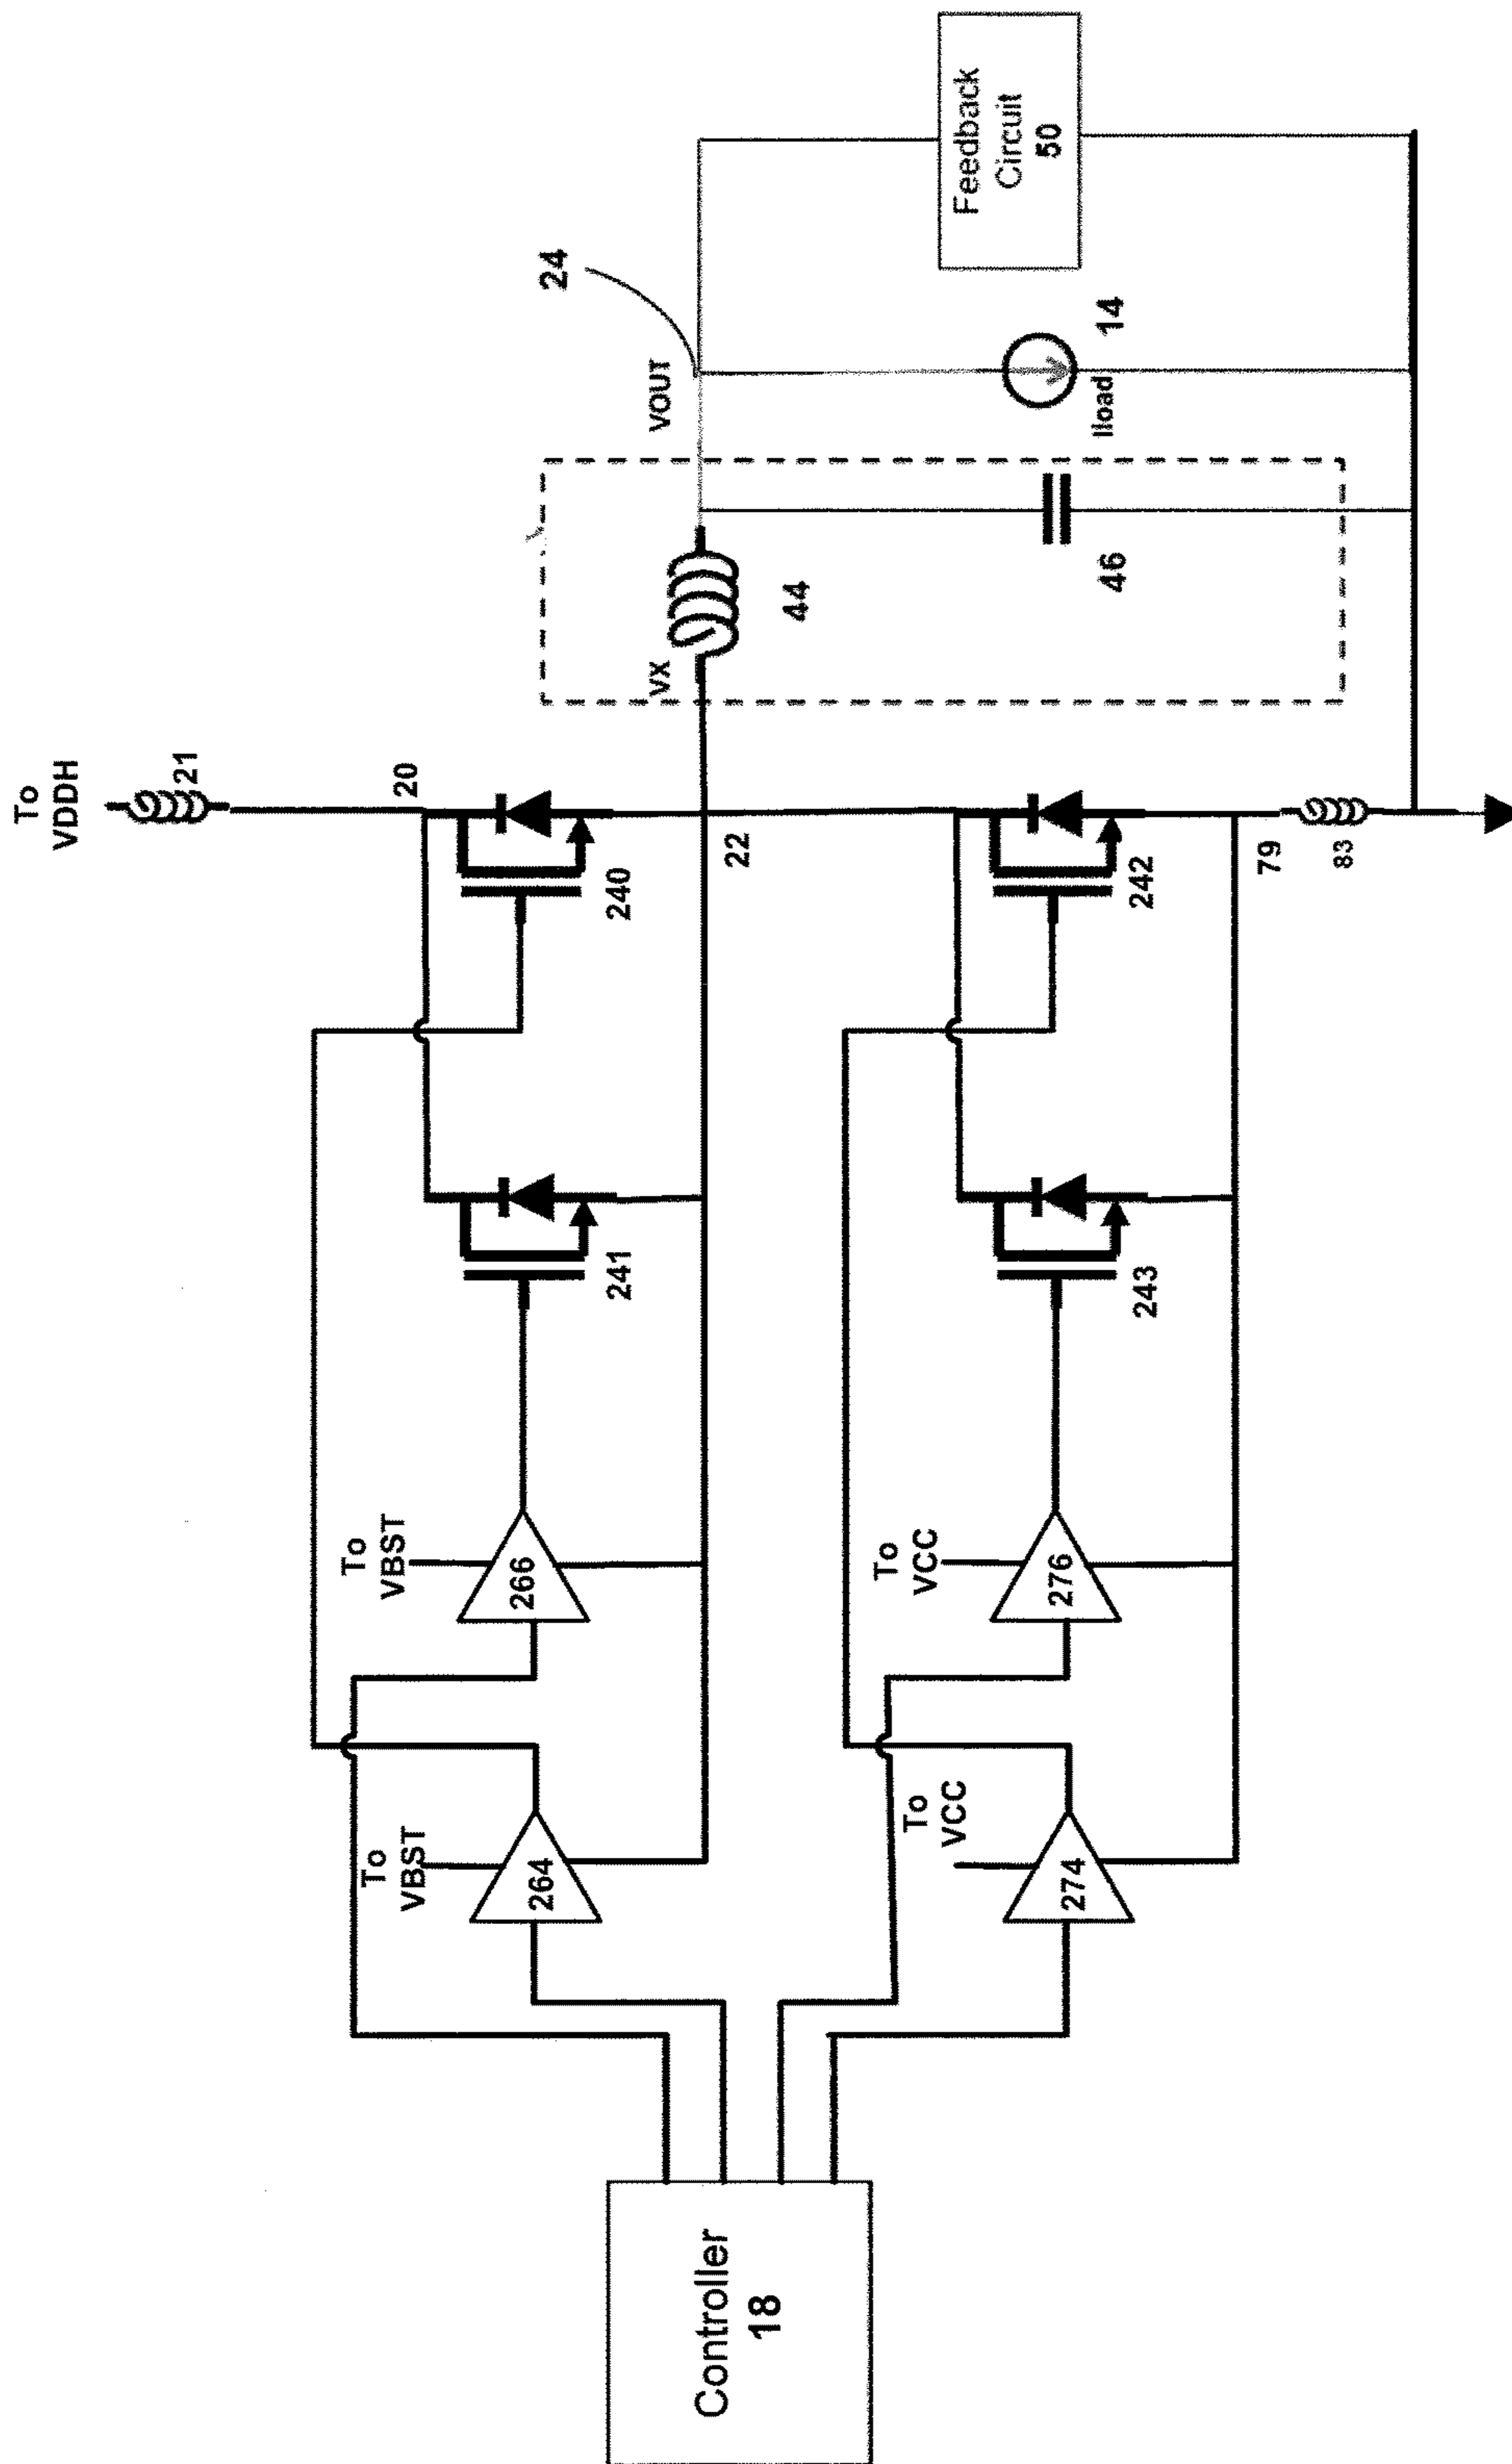 To
VDDH
21
20
240
22
241
To
VBST
266
To
VBST
264
VX
44
VOUT
24
46
Iload
14
Feedback
Circuit
50
242
79
83
243
To
VCC
276
To
VCC
274
Controller
18